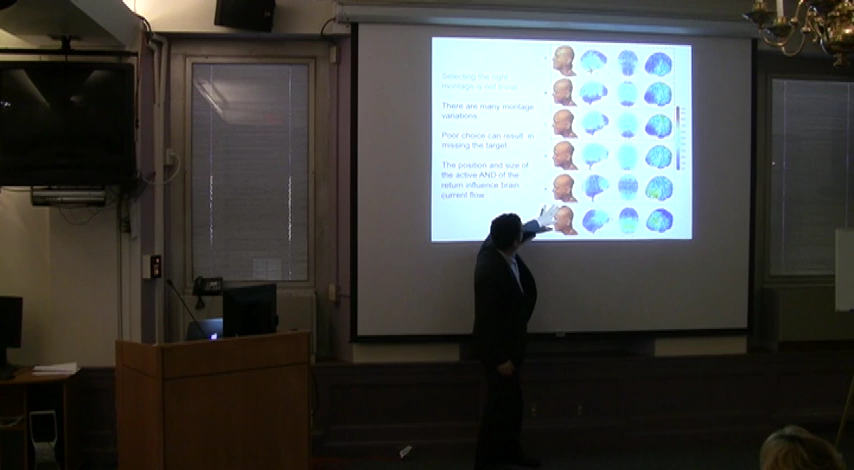 Selecting the right
montage is not trivial
There are many montage
variations.
Poor choice can result in
missing the target
The position and size of
the active AND of the
return influence brain
current flow